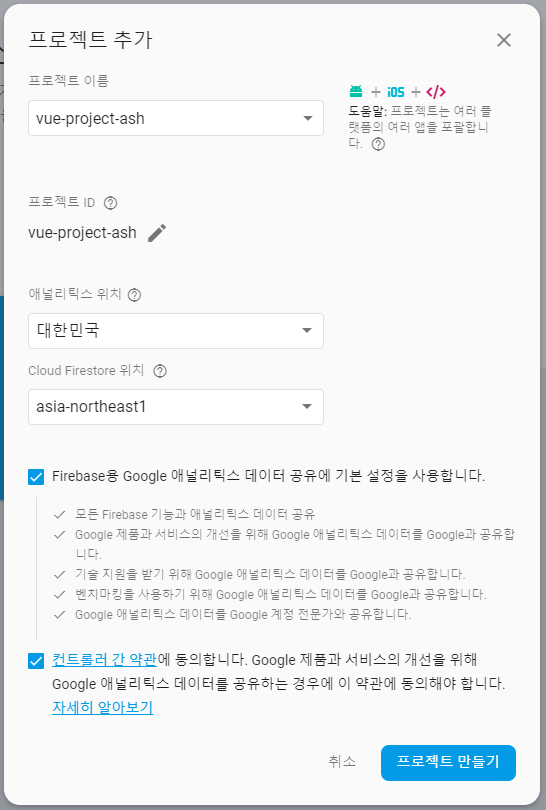 프로젝트 추가
프로젝트 이름
vue-project-ash
+ iOS + </>
도움말: 프로젝트는 여러 플
랫폼의 여러 앱을 포괄합니
다.
프로젝트 ID
vue-project-ash
애널리틱스 위치
대한민국
Cloud Firestore 위치
asia-northeast1
Firebase용 Google 애널리틱스 데이터 공유에 기본 설정을 사용합니다.
모든 Firebase 기능과 애널리틱스 데이터 공유
Google 제품과 서비스의 개선을 위해 Google 애널리틱스 데이터를 Google과 공유합
니다.
기술 지원을 받기 위해 Google 애널리틱스 데이터를 Google과 공유합니다.
벤치마킹을 사용하기 위해 Google 애널리틱스 데이터를 Google과 공유합니다.
Google 애널리틱스 데이터를 Google 계정 전문가와 공유합니다.
컨트롤러 간 약관에 동의합니다. Google 제품과 서비스의 개선을 위해
Google 애널리틱스 데이터를 공유하는 경우에 이 약관에 동의해야 합니다.
자세히 알아보기
취소
프로젝트 만들기